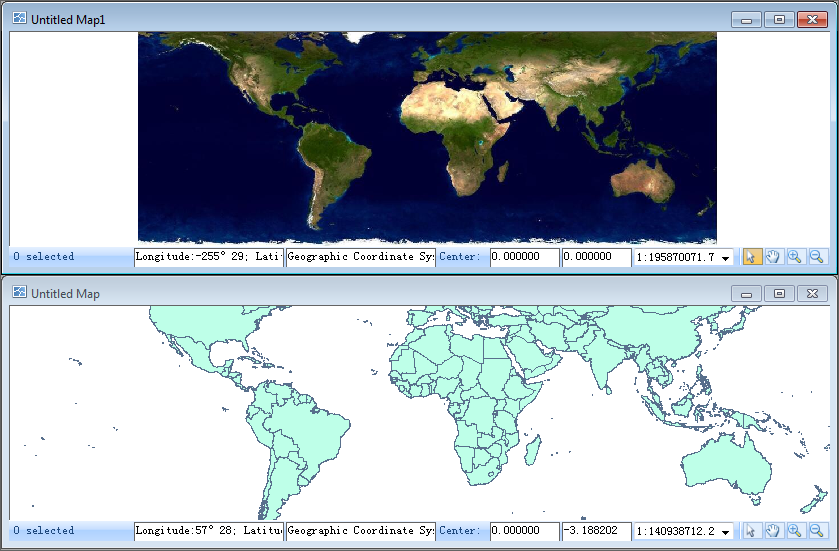 Untitled Map1
0 selected Longitude:-255° 29; Lati Geographic Coordinate Sy Center: 0.000000 0.000000 1:195870071.7
Untitled Map
0 selected Longitude:57° 28; Latitu Geographic Coordinate Sy Center: 0.000000 -3.188202 1:140938712.2